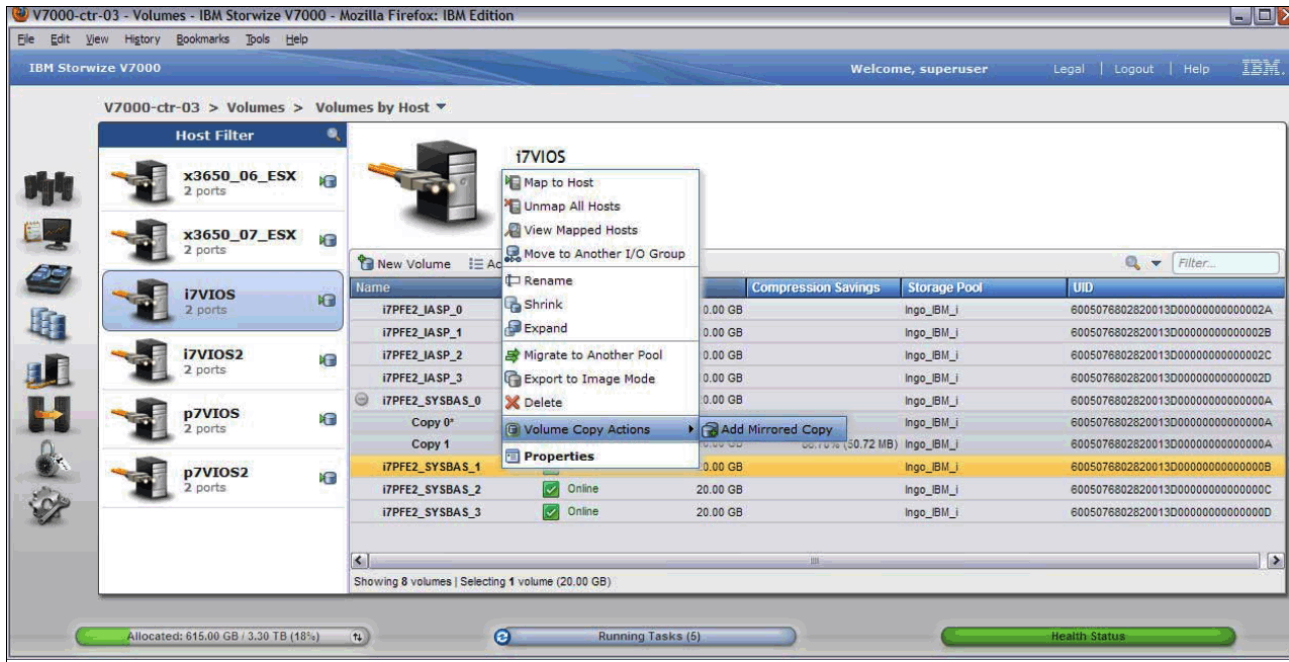 V7000-ctr-03 - Volumes - IBM Storwize V7000 - Mozilla Firefox: IBM Edition
File Edit View History Bookmarks Tools Help
IBM Storwize V7000 Welcome, superuser Legal | Logout | Help IBM.
V7000-ctr-03 > Volumes > Volumes by Host
Host Filter
x3650_06_ESX
2 ports
x3650_07_ESX
2 ports
i7VIOS
2 ports
i7VIOS2
2 ports
p7VIOS
2 ports
p7VIOS2
2 ports
i7VIOS
Map to Host
Unmap All Hosts
View Mapped Hosts
Move to Another I/O Group
Rename
Shrink
Expand
Migrate to Another Pool
Export to Image Mode
Delete
Volume Copy Actions Add Mirrored Copy
Properties
New Volume Ac Filter...
Name Compression Savings Storage Pool UID
i7PFE2_IASP_0 0.00 GB Ingo_IBM_i 6005076802820013D00000000000002A
i7PFE2_IASP_1 0.00 GB Ingo_IBM_i 6005076802820013D00000000000002B
i7PFE2_IASP_2 0.00 GB Ingo_IBM_i 6005076802820013D00000000000002C
i7PFE2_IASP_3 0.00 GB Ingo_IBM_i 6005076802820013D00000000000002D
i7PFE2_SYSBAS_0 0.00 GB Ingo_IBM_i 6005076802820013D00000000000000A
Copy 0* Ingo_IBM_i 6005076802820013D00000000000000A
Copy 1 (50.72 MB) Ingo_IBM_i 6005076802820013D00000000000000A
i7PFE2_SYSBAS_1 0.00 GB Ingo_IBM_i 6005076802820013D00000000000000B
i7PFE2_SYSBAS_2 Online 20.00 GB Ingo_IBM_i 6005076802820013D00000000000000C
i7PFE2_SYSBAS_3 Online 20.00 GB Ingo_IBM_i 6005076802820013D00000000000000D
Showing 8 volumes | Selecting 1 volume (20.00 GB)
Allocated: 615.00 GB / 3.30 TB (18%) Running Tasks (5) Health Status